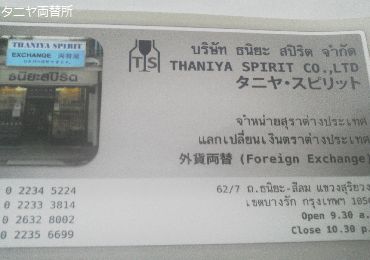 タニヤ両替所
THANIYA SPIRIT
EXCHANGE 両替屋
ธนิยะสปิริต
TS
บริษัท ธนิยะ สปิริต จำกัด
THANIYA SPIRIT CO.,LTD
タニヤ・スピリット
จำหน่ายสุราต่างประเทศ
แลกเปลี่ยนเงินตราต่างประเทศ
外貨両替 (Foreign Exchange)
0 2234 5224
0 2233 3814
0 2632 8002
0 2235 6699
62/7 ถ.ธนิยะ-สีลม แขวงสุริยวง
เขตบางรัก กรุงเทพฯ 1050
Open 9.30 a.
Close 10.30 p.